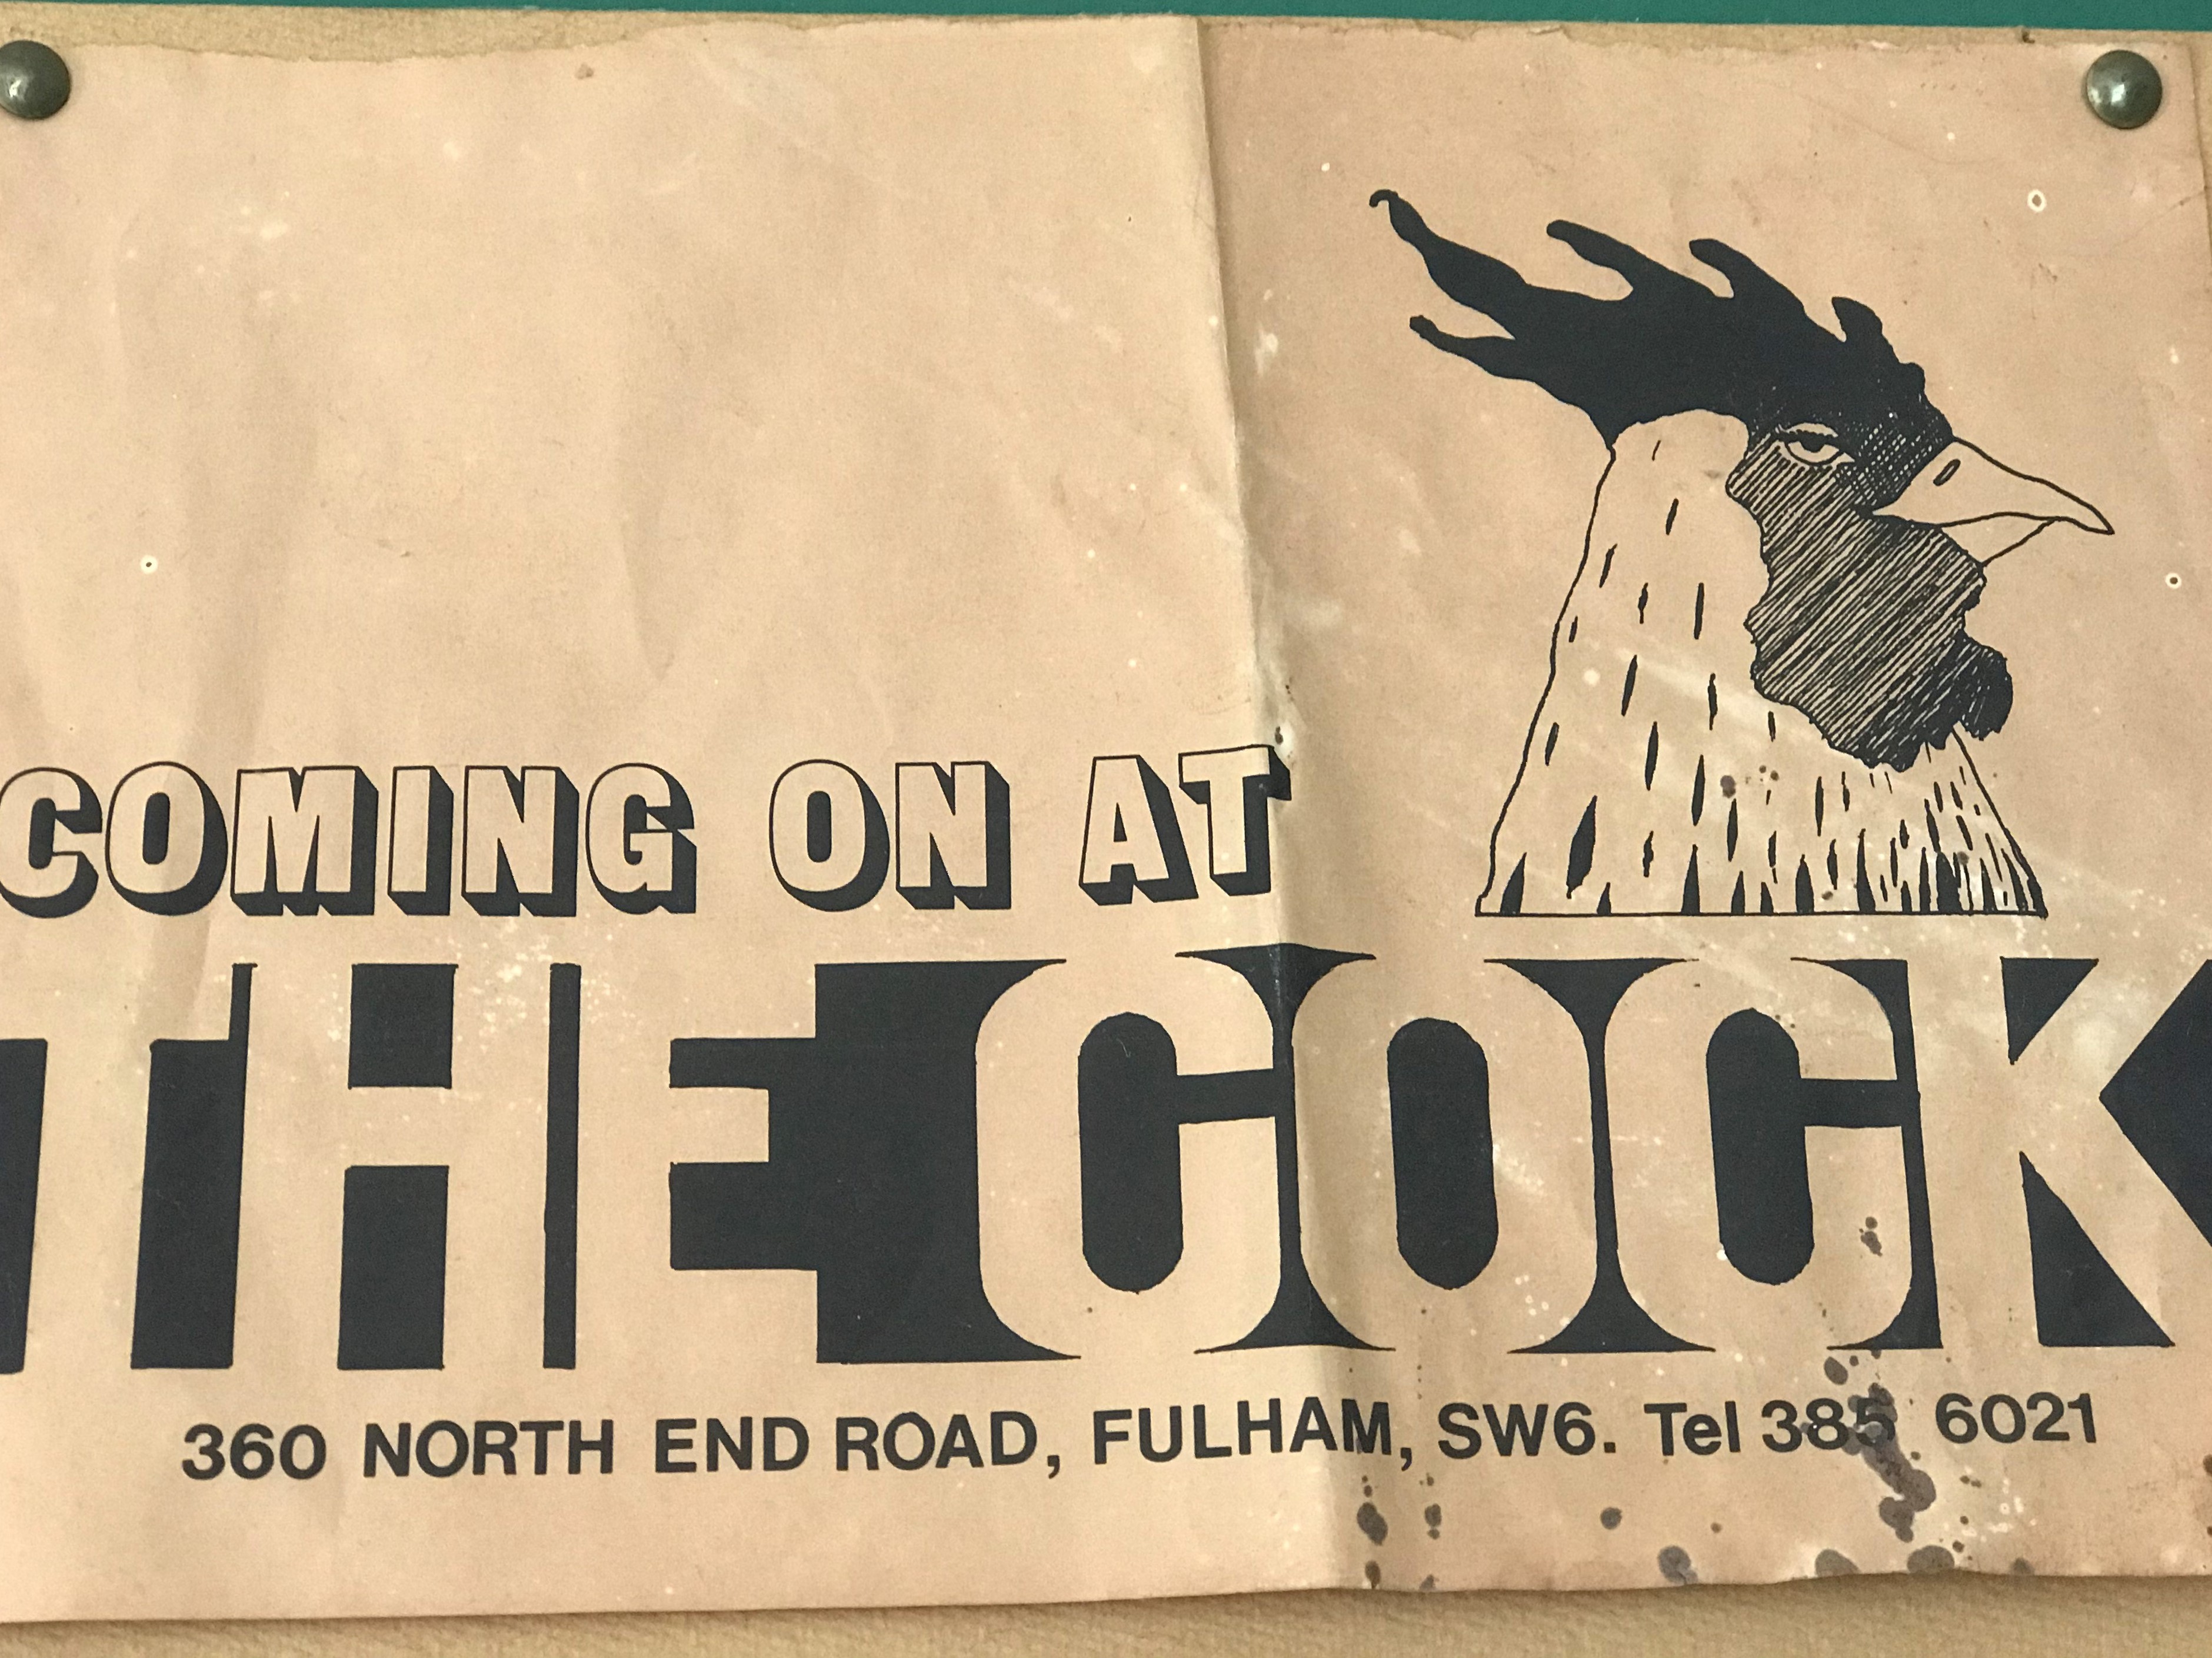 COMING ON AT
THE COCK
360 NORTH END ROAD, FULHAM, SW6. Tel 385 6021